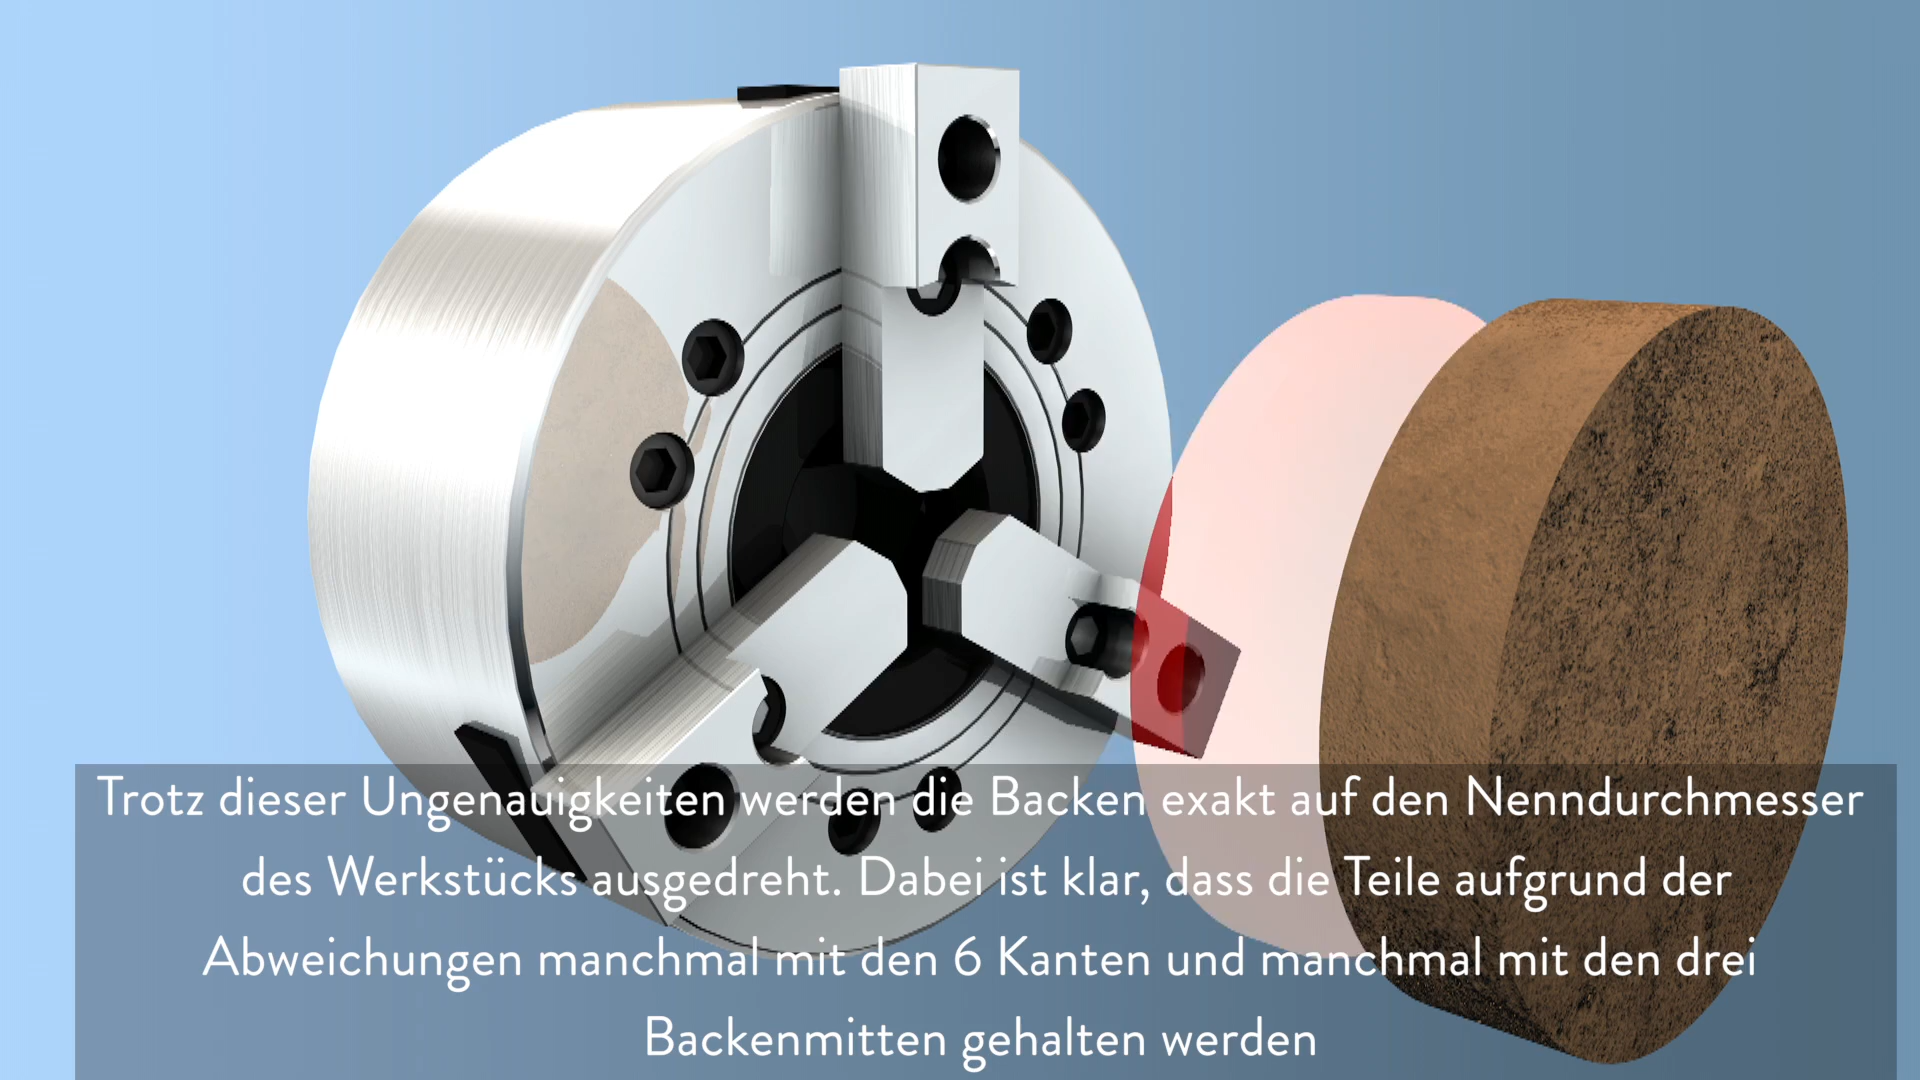 Trotz dieser Ungenauigkeiten werden die Backen exakt auf den Nenndurchmesser
des Werkstücks ausgedreht. Dabei ist klar, dass die Teile aufgrund der
Abweichungen manchmal mit den 6 Kanten und manchmal mit den drei
Backenmitten gehalten werden